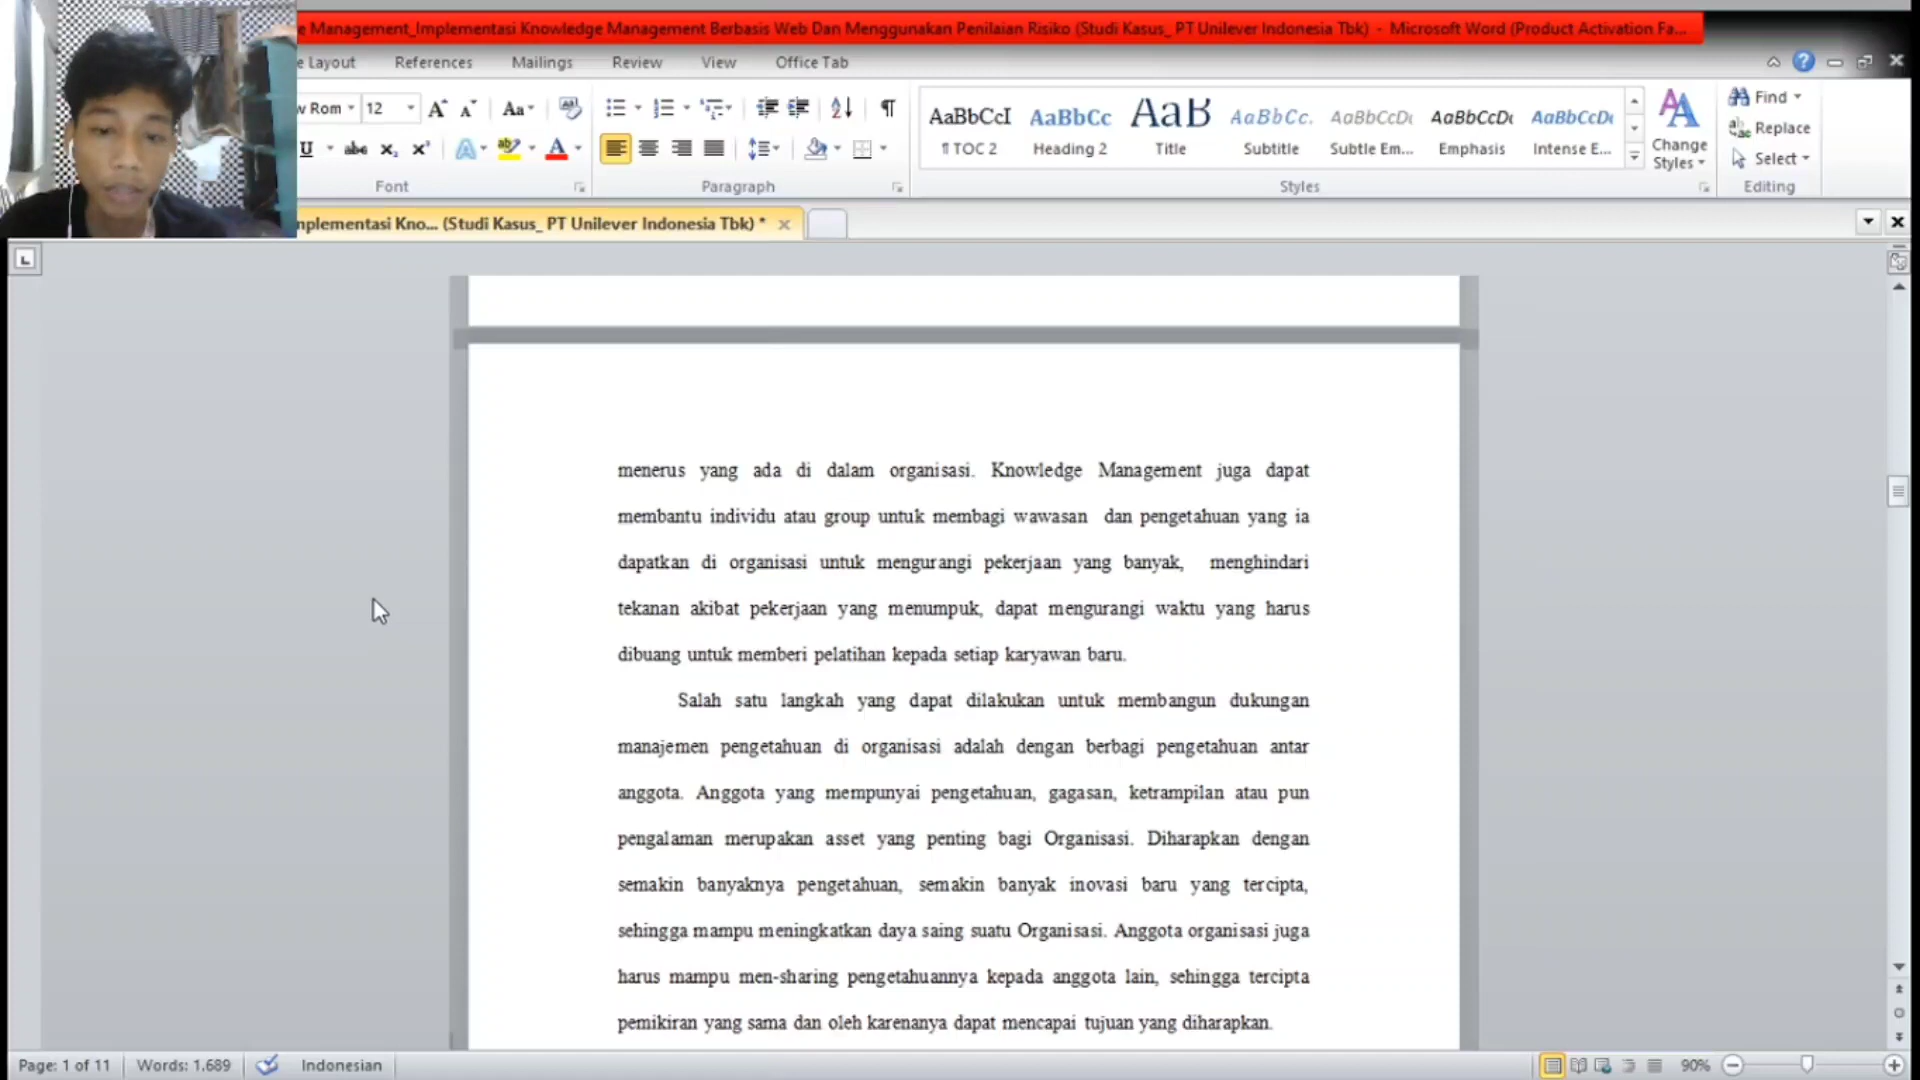 e Management_Implementasi Knowledge Management Berbasis Web Dan Menggunakan Penilaian Risiko (Studi Kasus_ PT Unilever Indonesia Tbk) - Microsoft Word (Product Activation Fa...
e Layout References Mailings Review View Office Tab
w Rom 12 Aa
AaBbCcI AaBbCc AaB AaBbCc. AaBbCcDı AaBbCcDı AaBbCcDı
¶ TOC 2 Heading 2 Title Subtitle Subtle Em... Emphasis Intense E...
Change Styles
Find
Replace
Select
Font Paragraph Styles Editing
mplementasi Kno... (Studi Kasus_ PT Unilever Indonesia Tbk) *
menerus yang ada di dalam organisasi. Knowledge Management juga dapat
membantu individu atau group untuk membagi wawasan dan pengetahuan yang ia
dapatkan di organisasi untuk mengurangi pekerjaan yang banyak, menghindari
tekanan akibat pekerjaan yang menumpuk, dapat mengurangi waktu yang harus
dibuang untuk memberi pelatihan kepada setiap karyawan baru.
Salah satu langkah yang dapat dilakukan untuk membangun dukungan
manajemen pengetahuan di organisasi adalah dengan berbagi pengetahuan antar
anggota. Anggota yang mempunyai pengetahuan, gagasan, ketrampilan atau pun
pengalaman merupakan asset yang penting bagi Organisasi. Diharapkan dengan
semakin banyaknya pengetahuan, semakin banyak inovasi baru yang tercipta,
sehingga mampu meningkatkan daya saing suatu Organisasi. Anggota organisasi juga
harus mampu men-sharing pengetahuannya kepada anggota lain, sehingga tercipta
pemikiran yang sama dan oleh karenanya dapat mencapai tujuan yang diharapkan.
Page: 1 of 11 Words: 1.689 Indonesian 90%